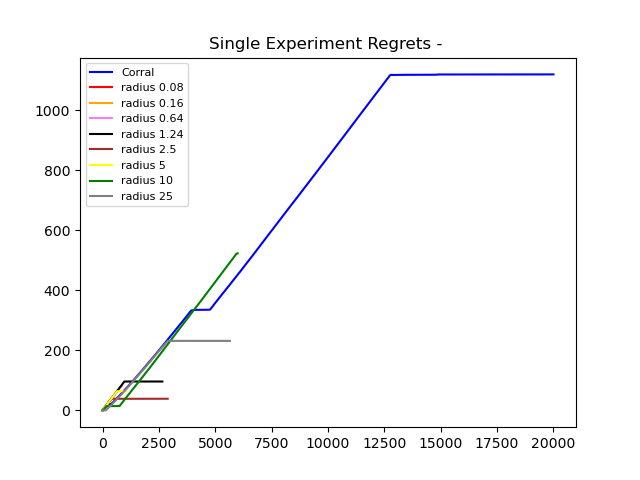 Single Experiment Regrets -
Corral
radius 0.08
radius 0.16
radius 0.64
radius 1.24
radius 2.5
radius 5
radius 10
radius 25
1000
800
600
400
200
0
0 2500 5000 7500 10000 12500 15000 17500 20000